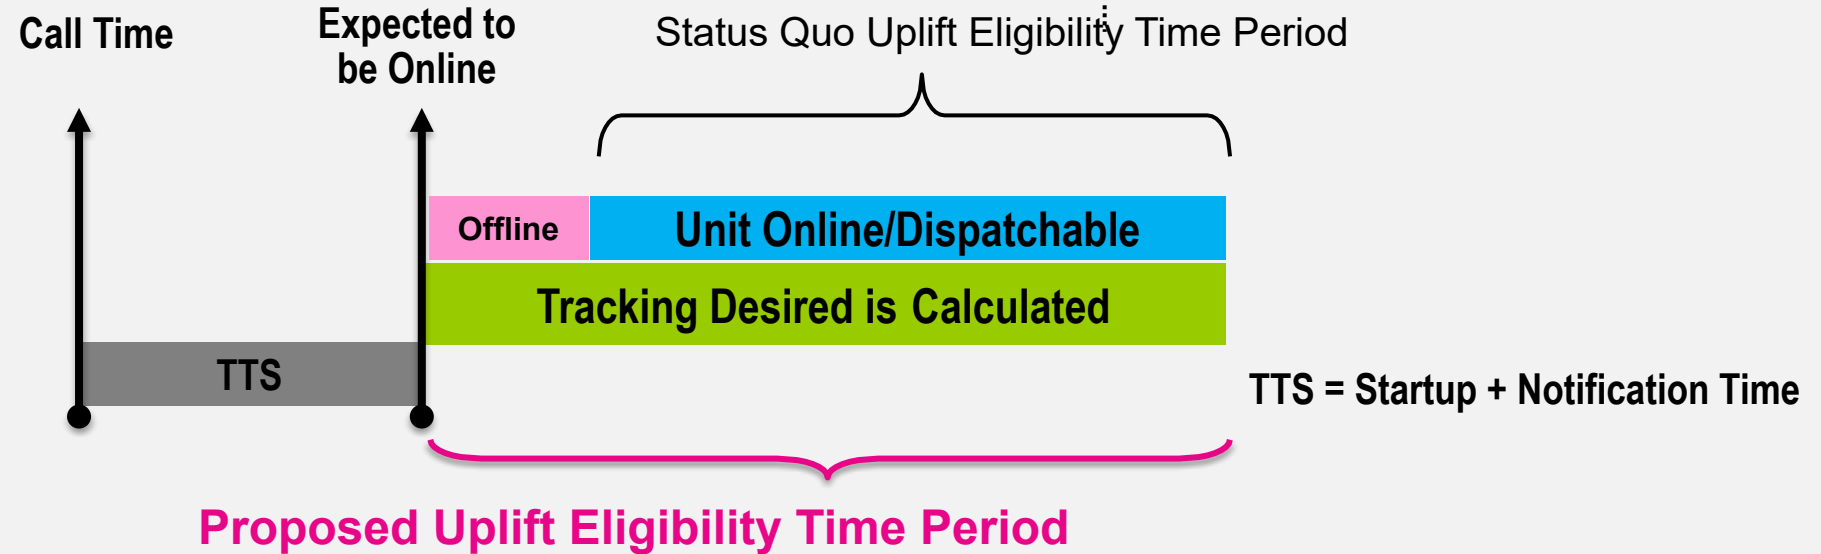 Call Time
Expected to
be Online
Status Quo Uplift Eligibility Time Period
Offline
Unit Online/Dispatchable
Tracking Desired is Calculated
TTS
TTS = Startup + Notification Time
Proposed Uplift Eligibility Time Period